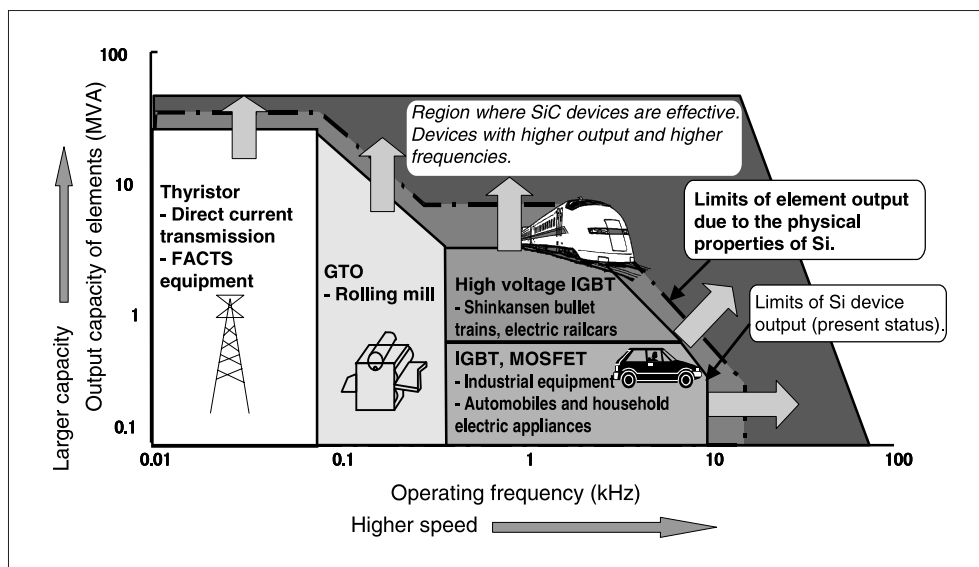 100
10
1
0.1
0.01
0.1
1
10
100
Output capacity of elements (MVA)
Larger capacity
Operating frequency (kHz)
Higher speed
Region where SiC devices are effective.
Devices with higher output and higher
frequencies.
Thyristor
- Direct current
transmission
- FACTS
equipment
GTO
- Rolling mill
High voltage IGBT
- Shinkansen bullet
trains, electric railcars
IGBT, MOSFET
- Industrial equipment
- Automobiles and household
electric appliances
Limits of element output
due to the physical
properties of Si.
Limits of Si device
output (present status).